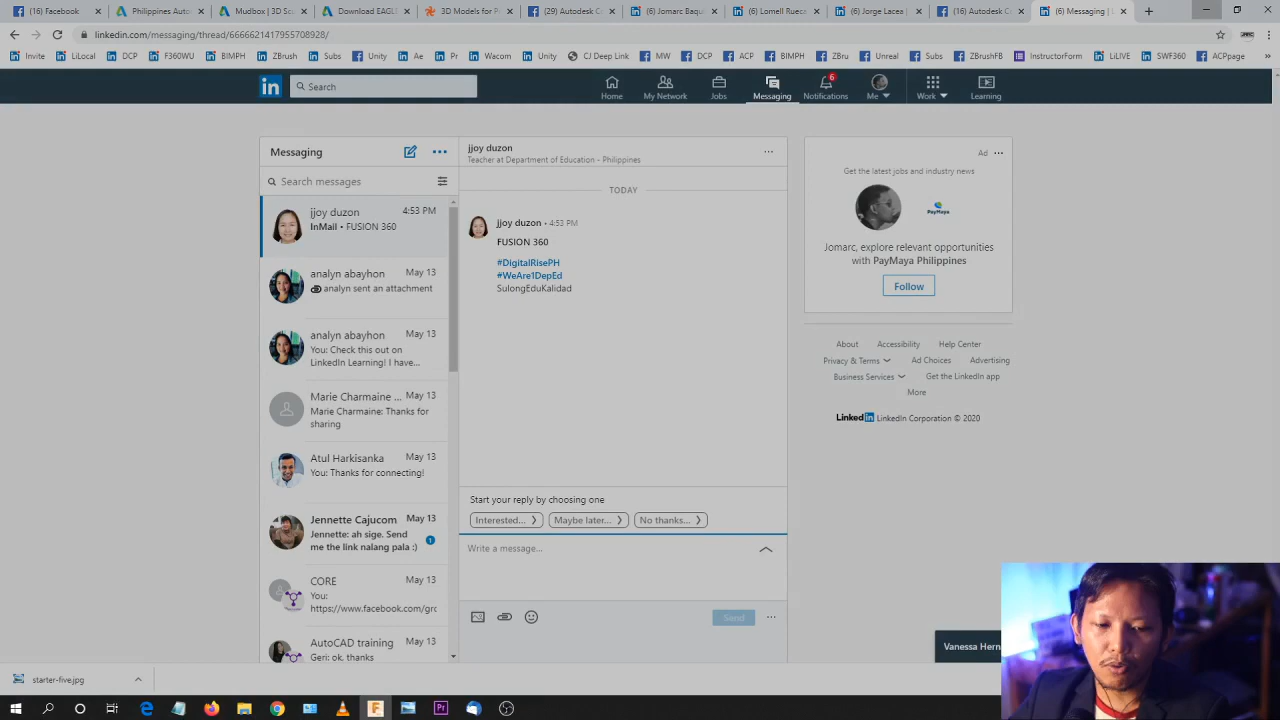 (16) Facebook
Philippines Auto
Mudbox | 3D Sc
Download EAGL
3D Models for P
(29) Autodesk C
(6) Jomarc Baqu
(6) Lomell Ruecc
(6) Jorge Lacea |
(16) Autodesk C
(6) Messaging | L
linkedin.com/messaging/thread/6666621417955708928/
Invite
LiLocal
DCP
F360WU
BIMPH
ZBrush
Subs
Unity
Ae
Pr
Wacom
Unity
CJ Deep Link
MW
DCP
ACP
BIMPH
ZBru
Unreal
Subs
ZBrushFB
InstructorForm
LiLIVE
SWF360
ACPpage
in
Search
Home
My Network
Jobs
Messaging
6
Notifications
Me
Work
Learning
Messaging
Search messages
jjoy duzon
4:53 PM
InMail • FUSION 360
analyn abayhon
May 13
analyn sent an attachment
analyn abayhon
May 13
You: Check this out on
LinkedIn Learning! I have...
Marie Charmaine ...
May 13
Marie Charmaine: Thanks for
sharing
Atul Harkisanka
May 13
You: Thanks for connecting!
Jennette Cajucom
May 13
Jennette: ah sige. Send
me the link nalang pala :)
1
CORE
May 13
You:
https://www.facebook.com/grc
AutoCAD training
May 13
Geri: ok, thanks
jjoy duzon
Teacher at Department of Education - Philippines
TODAY
jjoy duzon • 4:53 PM
FUSION 360
#DigitalRisePH
#WeAre1DepEd
SulongEduKalidad
Start your reply by choosing one
Interested...
Maybe later...
No thanks...
Write a message...
Send
Ad
Get the latest jobs and industry news
PayMaya
Jomarc, explore relevant opportunities
with PayMaya Philippines
Follow
About
Accessibility
Help Center
Privacy & Terms
Ad Choices
Advertising
Business Services
Get the LinkedIn app
More
LinkedIn LinkedIn Corporation © 2020
Vanessa Hern
starter-five.jpg